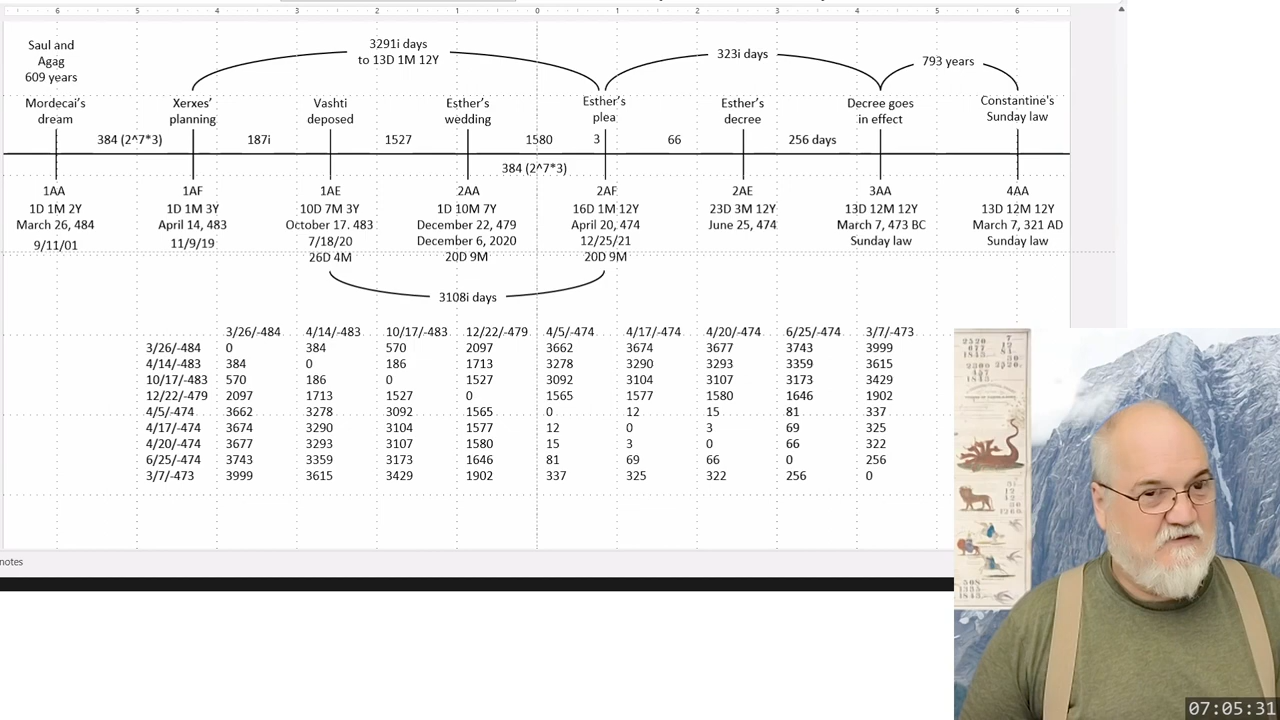 6 5 4 3 2 1 0 1 2 3 4 5 6
Saul and
Agag
609 years
3291i days
to 13D 1M 12Y
323i days
793 years
Mordecai's
dream
Xerxes'
planning
Vashti
deposed
Esther's
wedding
Esther's
plea
Esther's
decree
Decree goes
in effect
Constantine's
Sunday law
384 (2^7*3) 187i 1527 1580 3 66 256 days
384 (2^7*3)
1AA 1AF 1AE 2AA 2AF 2AE 3AA 4AA
1D 1M 2Y 1D 1M 3Y 10D 7M 3Y 1D 10M 7Y 16D 1M 12Y 23D 3M 12Y 13D 12M 12Y 13D 12M 12Y
March 26, 484 April 14, 483 October 17. 483 December 22, 479 April 20, 474 June 25, 474 March 7, 473 BC March 7, 321 AD
9/11/01 11/9/19 7/18/20 December 6, 2020 12/25/21 Sunday law Sunday law
26D 4M 20D 9M 20D 9M
3108i days
3/26/-484 4/14/-483 10/17/-483 12/22/-479 4/5/-474 4/17/-474 4/20/-474 6/25/-474 3/7/-473
3/26/-484 0 384 570 2097 3662 3674 3677 3743 3999
4/14/-483 384 0 186 1713 3278 3290 3293 3359 3615
10/17/-483 570 186 0 1527 3092 3104 3107 3173 3429
12/22/-479 2097 1713 1527 0 1565 1577 1580 1646 1902
4/5/-474 3662 3278 3092 1565 0 12 15 81 337
4/17/-474 3674 3290 3104 1577 12 0 3 69 325
4/20/-474 3677 3293 3107 1580 15 3 0 66 322
6/25/-474 3743 3359 3173 1646 81 69 66 0 256
3/7/-473 3999 3615 3429 1902 337 325 322 256 0
notes
2520
677
1843
2300
457
1843
508
1335
1843
07:05:31